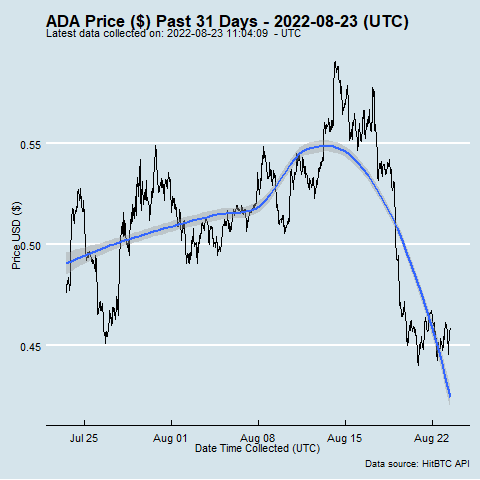 ADA Price ($) Past 31 Days - 2022-08-23 (UTC)
Latest data collected on: 2022-08-23 11:04:09  - UTC
0.55
0.50
0.45
Price USD ($)
Jul 25
Aug 01
Aug 08
Aug 15
Aug 22
Date Time Collected (UTC)
Data source: HitBTC API